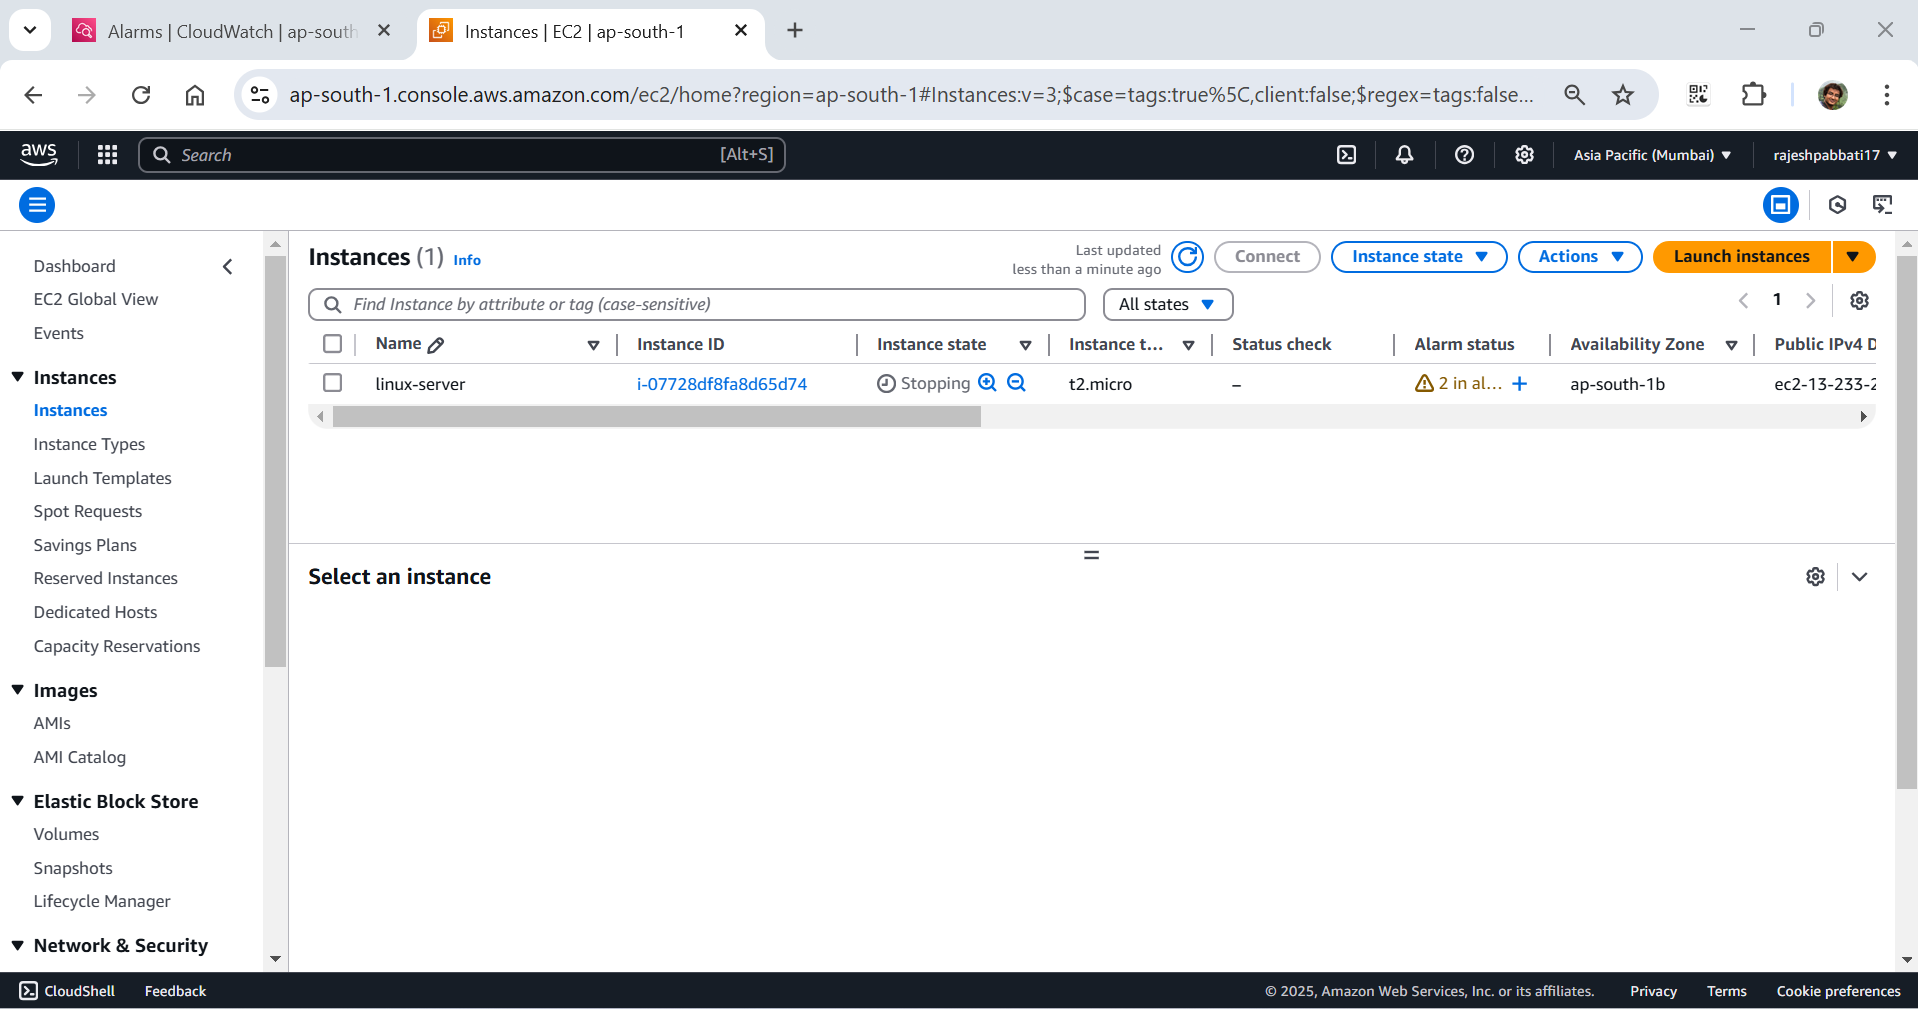 Alarms | CloudWatch | ap-south
Instances | EC2 | ap-south-1
ap-south-1.console.aws.amazon.com/ec2/home?region=ap-south-1#Instances:v=3;$case=tags:true%5C,client:false;$regex=tags:false...
aws
Search
[Alt+S]
Asia Pacific (Mumbai)
rajeshpabbati17
Dashboard
EC2 Global View
Events
Instances
Instances
Instance Types
Launch Templates
Spot Requests
Savings Plans
Reserved Instances
Dedicated Hosts
Capacity Reservations
Images
AMIs
AMI Catalog
Elastic Block Store
Volumes
Snapshots
Lifecycle Manager
Network & Security
Instances (1) Info
Last updated
less than a minute ago
Connect
Instance state
Actions
Launch instances
Find Instance by attribute or tag (case-sensitive)
All states
1
Name Instance ID Instance state Instance t... Status check Alarm status Availability Zone Public IPv4 D
linux-server i-07728df8fa8d65d74 Stopping t2.micro – 2 in al... ap-south-1b ec2-13-233-2
Select an instance
CloudShell Feedback
© 2025, Amazon Web Services, Inc. or its affiliates. Privacy Terms Cookie preferences